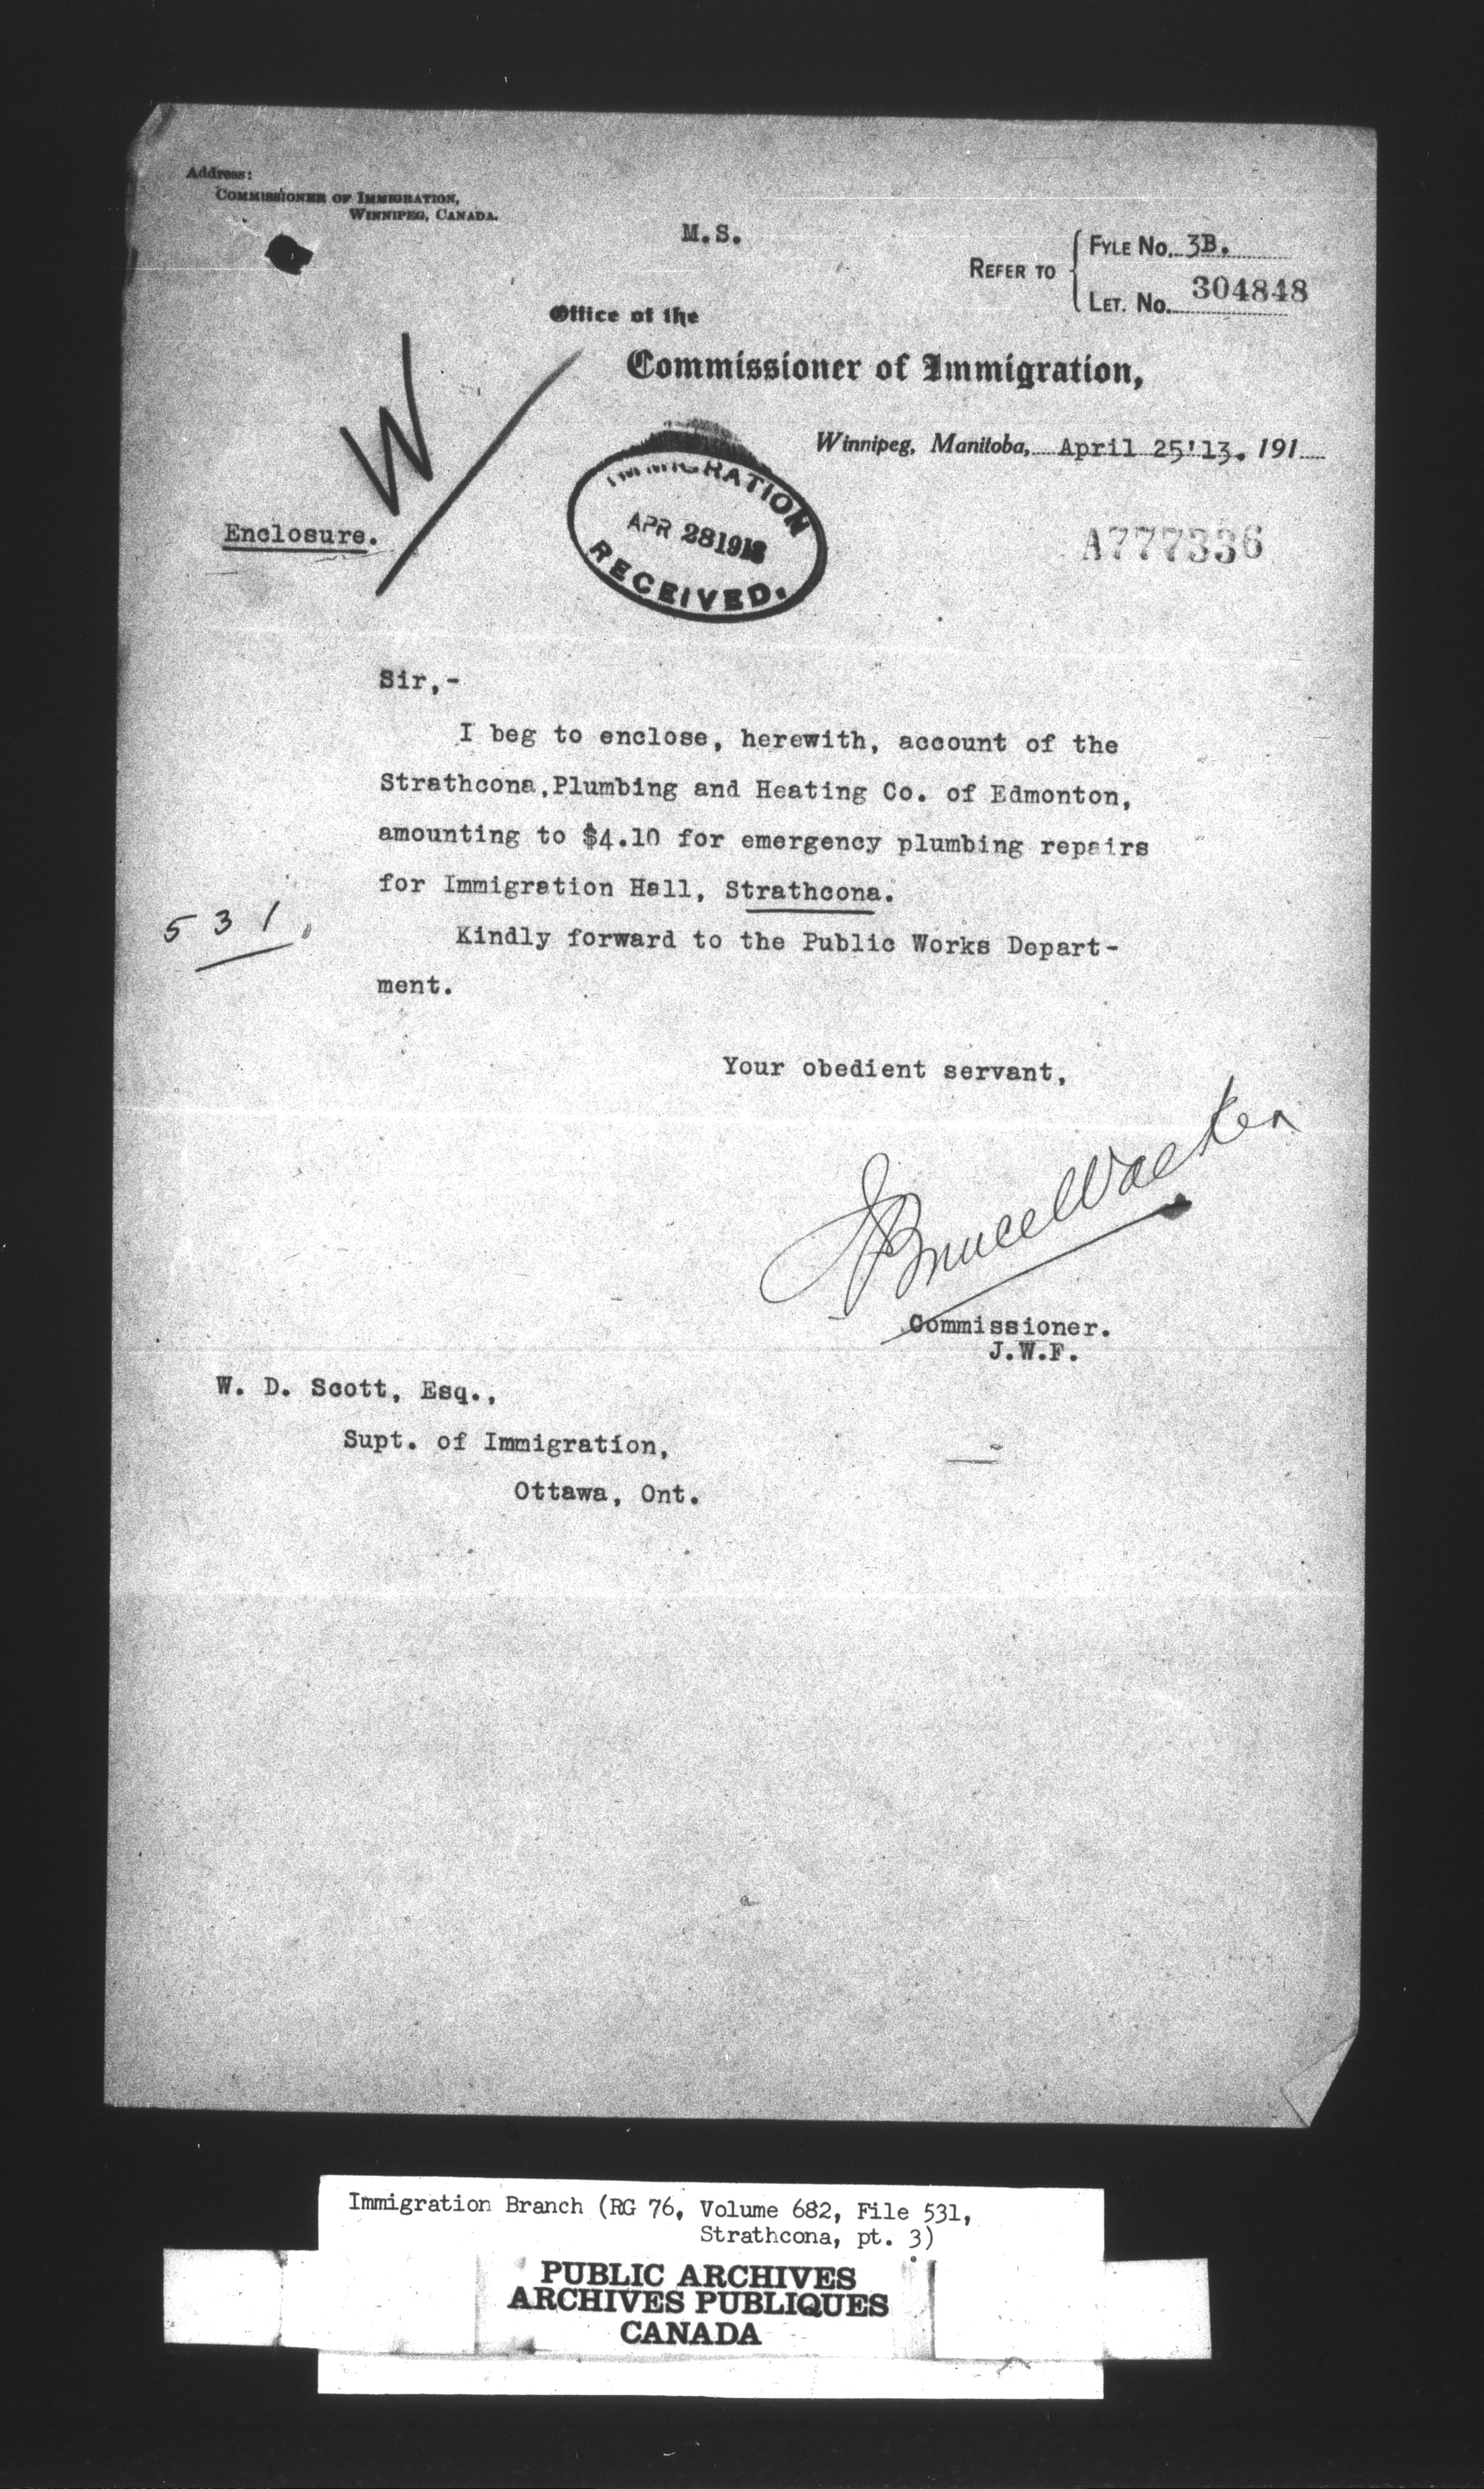 Address:
COMMISSIONER OF IMMIGRATION,
WINNIPEG, CANADA.
M.S.
REFER TO
FYLE No. 3B.
LET. No. 304848
Office of the
Commissioner of Immigration,
W
Winnipeg, Manitoba, April 25'13. 191
IMMIGRATION
APR 28 1913
RECEIVED.
Enclosure.
A777336
Sir,-
I beg to enclose, herewith, account of the
Strathcona,Plumbing and Heating Co. of Edmonton,
amounting to $4.10 for emergency plumbing repairs
for Immigration Hall, Strathcona.
531
Kindly forward to the Public Works Depart-
ment.
Your obedient servant,
J Bruce Walker
Commissioner.
J.W.F.
W. D. Scott, Esq.,
Supt. of Immigration,
Ottawa, Ont.
Immigration Branch (RG 76, Volume 682, File 531,
Strathcona, pt. 3)
PUBLIC ARCHIVES
ARCHIVES PUBLIQUES
CANADA